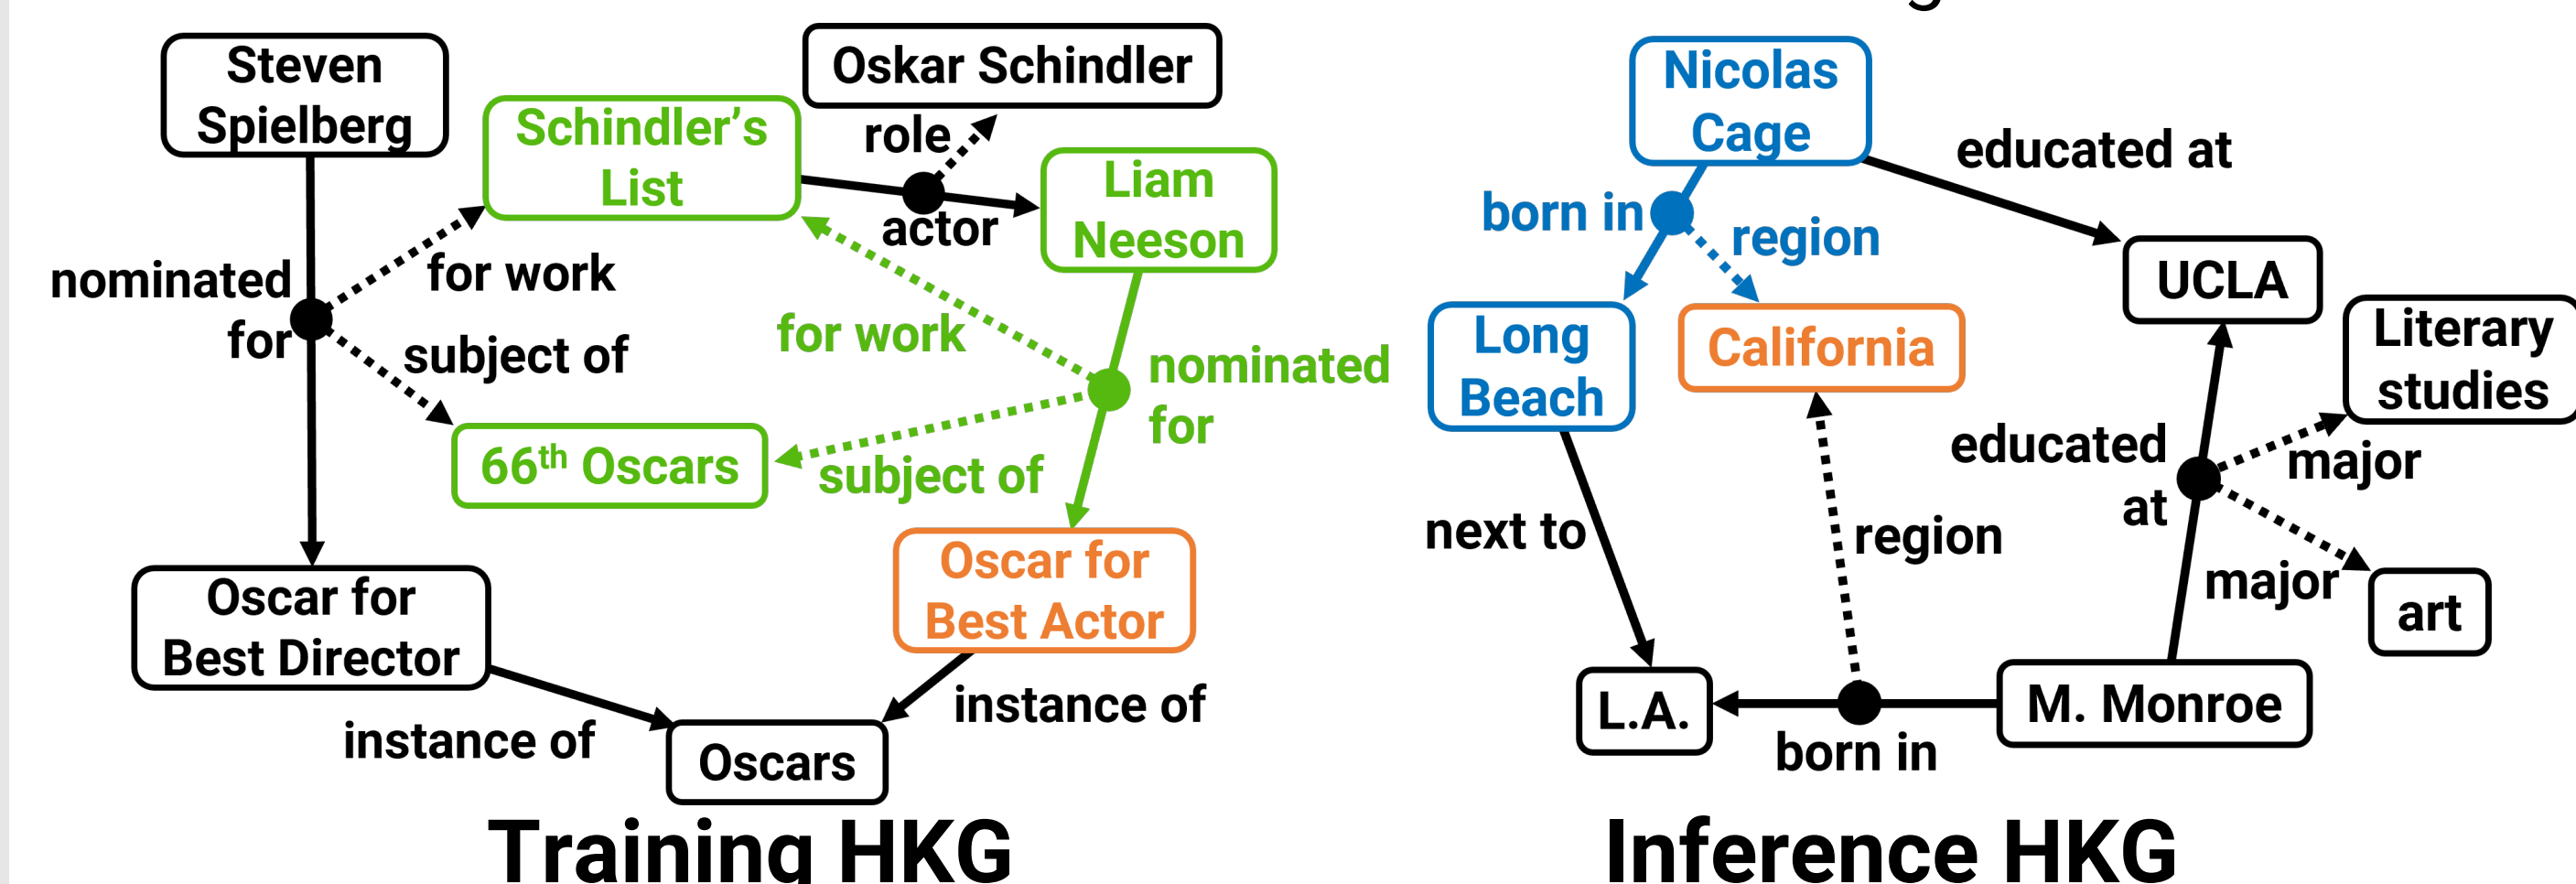 Steven
Spielberg
Oskar Schindler
Schindler’s
List
role
actor
Liam
Neeson
nominated
for
for work
subject of
for work
nominated
for
subject of
66th Oscars
Oscar for
Best Director
Oscar for
Best Actor
instance of
instance of
Oscars
Training HKG
Nicolas
Cage
educated at
born in
region
UCLA
Long
Beach
California
Literary
studies
educated
at
major
major
next to
region
art
L.A.
M. Monroe
born in
Inference HKG